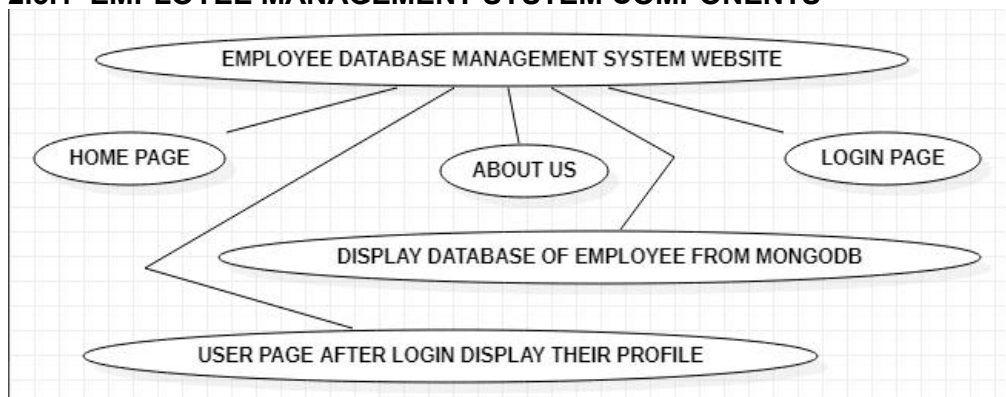 EMPLOYEE MANAGEMENT SYSTEM COMPONENTS
EMPLOYEE DATABASE MANAGEMENT SYSTEM WEBSITE
HOME PAGE
ABOUT US
LOGIN PAGE
DISPLAY DATABASE OF EMPLOYEE FROM MONGODB
USER PAGE AFTER LOGIN DISPLAY THEIR PROFILE